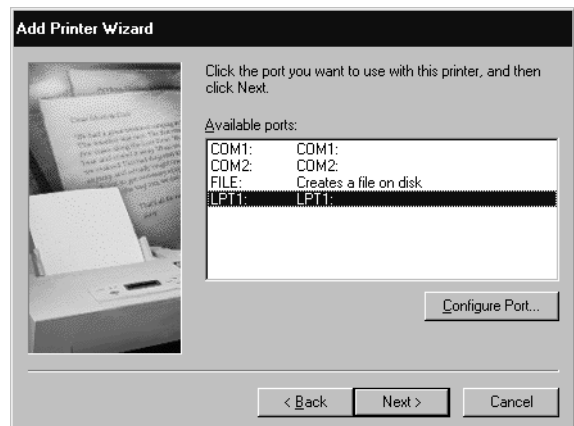 Add Printer Wizard
Click the port you want to use with this printer, and then
click Next.
Available ports:
COM1: COM1:
COM2: COM2:
FILE: Creates a file on disk
LPT1: LPT1:
Configure Port...
< Back Next > Cancel